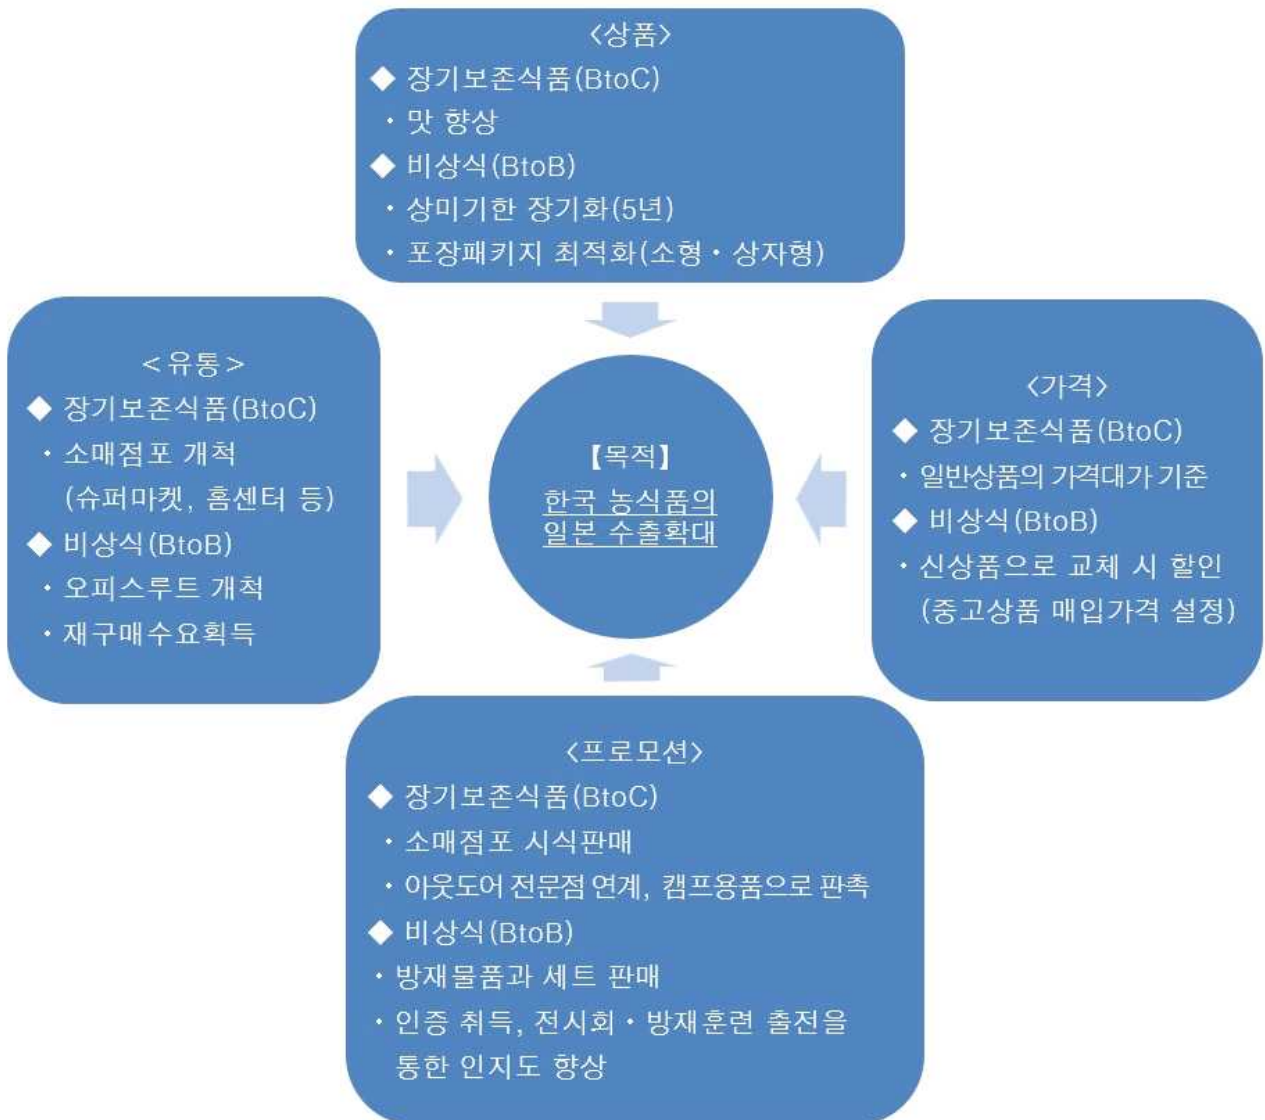 <상품>
◆ 장기보존식품(BtoC)
・맛 향상
◆ 비상식(BtoB)
・상미기한 장기화(5년)
・포장패키지 최적화(소형・상자형)
<유통>
◆ 장기보존식품(BtoC)
・소매점포 개척
(슈퍼마켓, 홈센터 등)
◆ 비상식(BtoB)
・오피스루트 개척
・재구매수요획득
【목적】
한국 농식품의
일본 수출확대
<가격>
◆ 장기보존식품(BtoC)
・일반상품의 가격대가 기준
◆ 비상식(BtoB)
・신상품으로 교체 시 할인
(중고상품 매입가격 설정)
<프로모션>
◆ 장기보존식품(BtoC)
・소매점포 시식판매
・아웃도어 전문점 연계, 캠프용품으로 판촉
◆ 비상식(BtoB)
・방재물품과 세트 판매
・인증 취득, 전시회・방재훈련 출전을
통한 인지도 향상